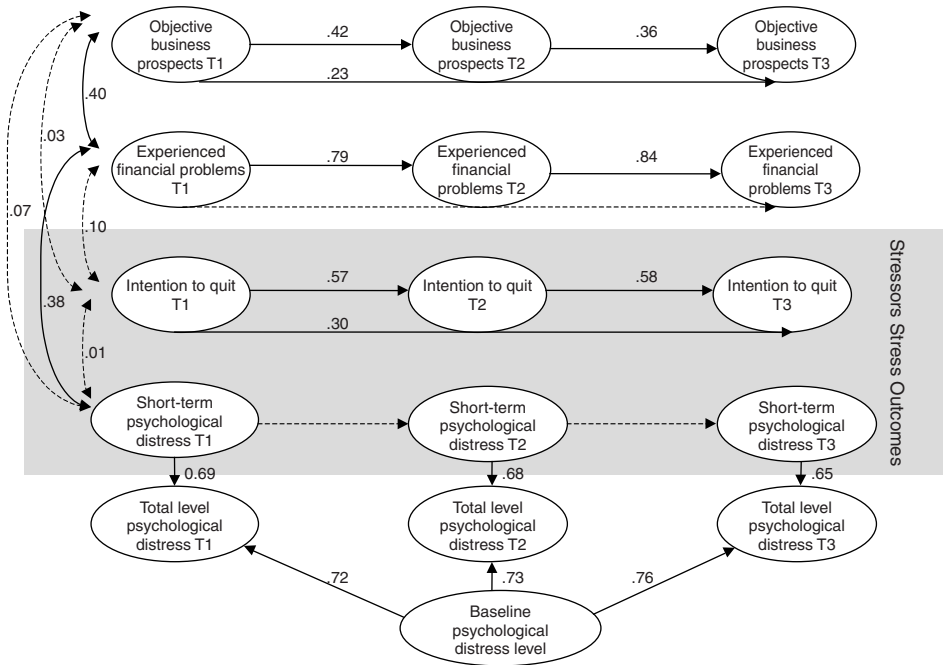 Objective
business
prospects T1
.42
Objective
business
prospects T2
.36
Objective
business
prospects T3
.23
.40
.03
Experienced
financial problems
T1
.79
Experienced
financial
problems T2
.84
Experienced
financial
problems T3
.07
.10
Intention to quit
T1
.57
Intention to quit
T2
.58
Intention to quit
T3
.30
.38
.01
Stressors Stress Outcomes
Short-term
psychological
distress T1
Short-term
psychological
distress T2
Short-term
psychological
distress T3
0.69
.68
.65
Total level
psychological
distress T1
Total level
psychological
distress T2
Total level
psychological
distress T3
.72
.73
.76
Baseline
psychological
distress level